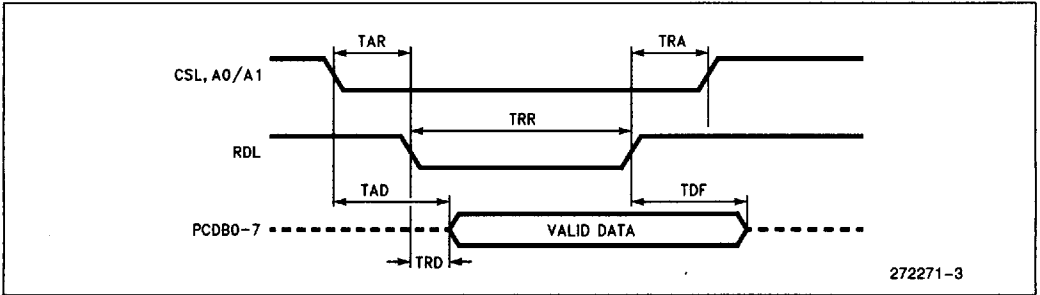 TAR
TRA
CSL, A0/A1
TRR
RDL
TAD
TDF
PCDB0-7
VALID DATA
TRD
272271-3